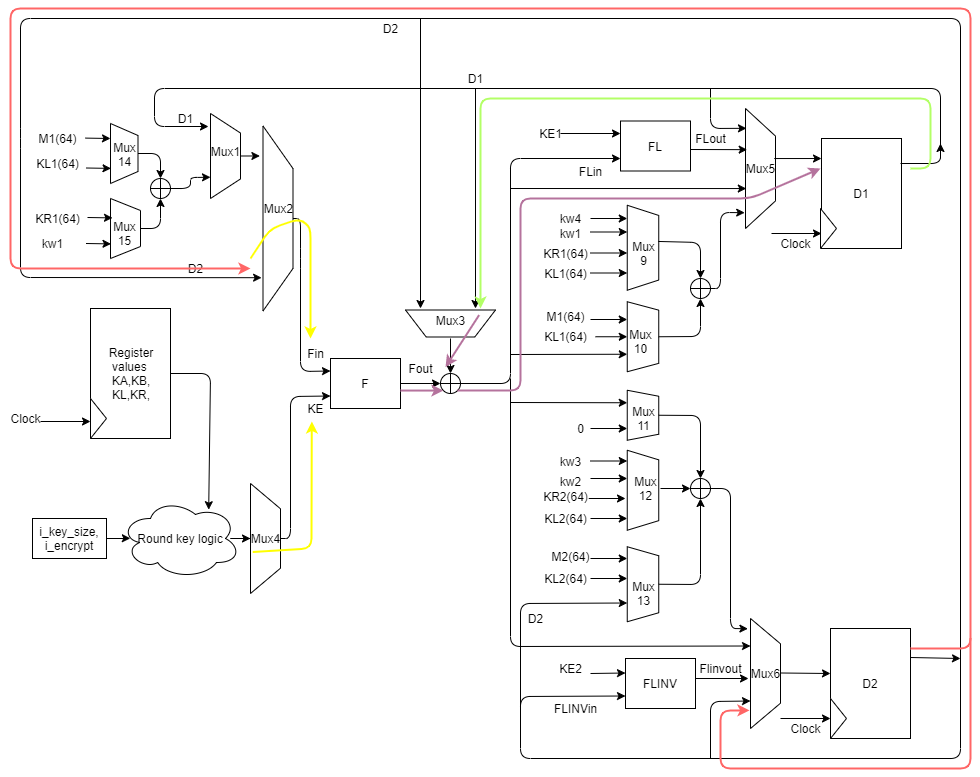 D2
D1
D1
M1(64)
KL1(64)
Mux
14
Mux1
KR1(64)
kw1
Mux
15
Mux2
D2
KE1
FLin
FL
FLout
Mux5
D1
Clock
kw4
kw1
KR1(64)
KL1(64)
Mux
9
M1(64)
KL1(64)
Mux
10
Mux3
Register
values
KA,KB,
KL,KR,
Clock
Fin
KE
F
Fout
0
Mux
11
kw3
kw2
KR2(64)
KL2(64)
Mux
12
i_key_size,
i_encrypt
Round key logic
Mux4
M2(64)
KL2(64)
Mux
13
D2
KE2
FLINVin
FLINV
Flinvout
Mux6
D2
Clock